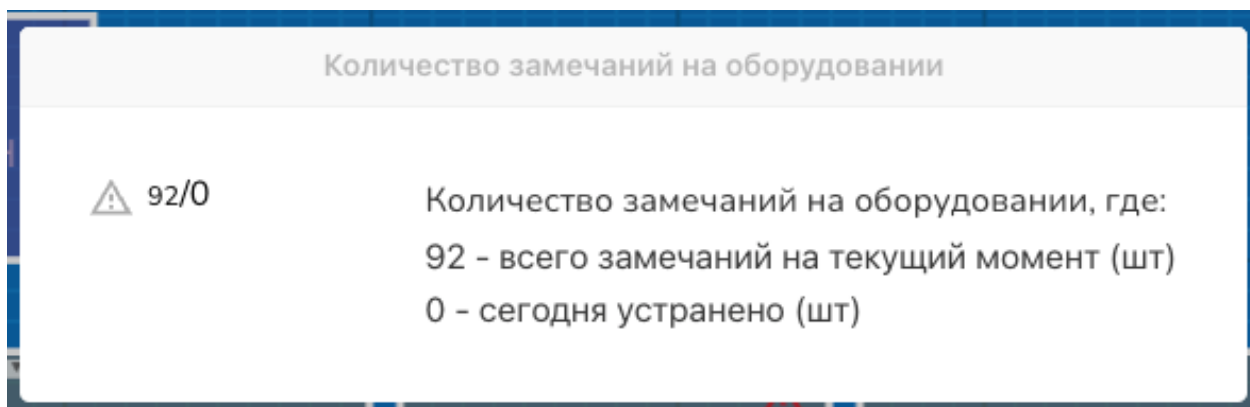 Количество замечаний на оборудовании
92/0
Количество замечаний на оборудовании, где:
92 - всего замечаний на текущий момент (шт)
0 - сегодня устранено (шт)